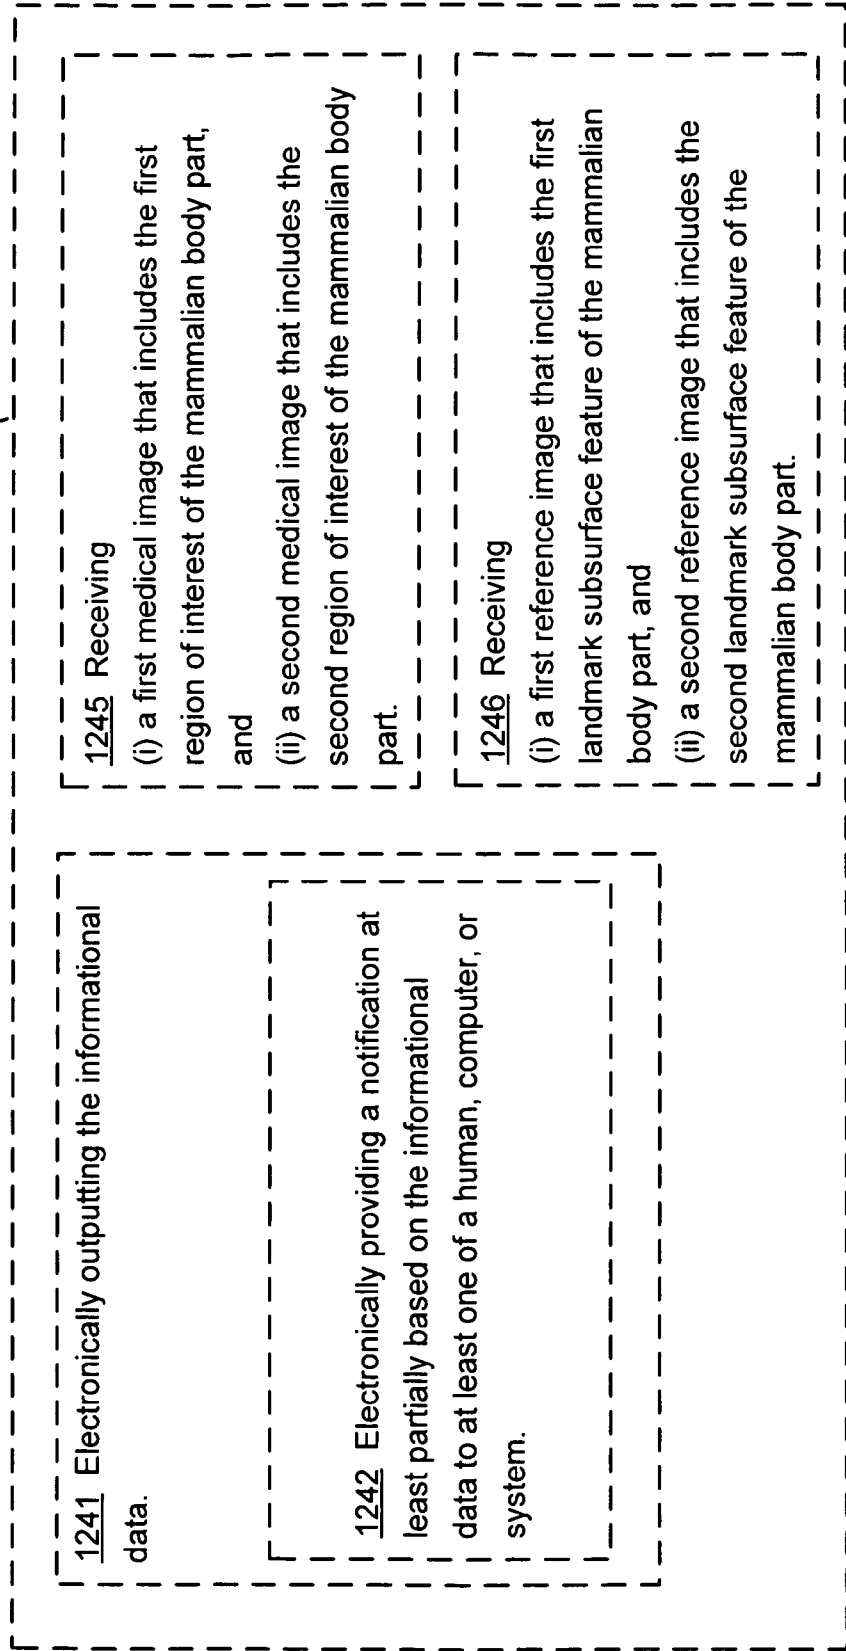 1241 Electronically outputting the informational
data.
1242 Electronically providing a notification at
least partially based on the informational
data to at least one of a human, computer, or
system.
1245 Receiving
(i) a first medical image that includes the first
region of interest of the mammalian body part,
and
(ii) a second medical image that includes the
second region of interest of the mammalian body
part.
1246 Receiving
(i) a first reference image that includes the first
landmark subsurface feature of the mammalian
body part, and
(ii) a second reference image that includes the
second landmark subsurface feature of the
mammalian body part.